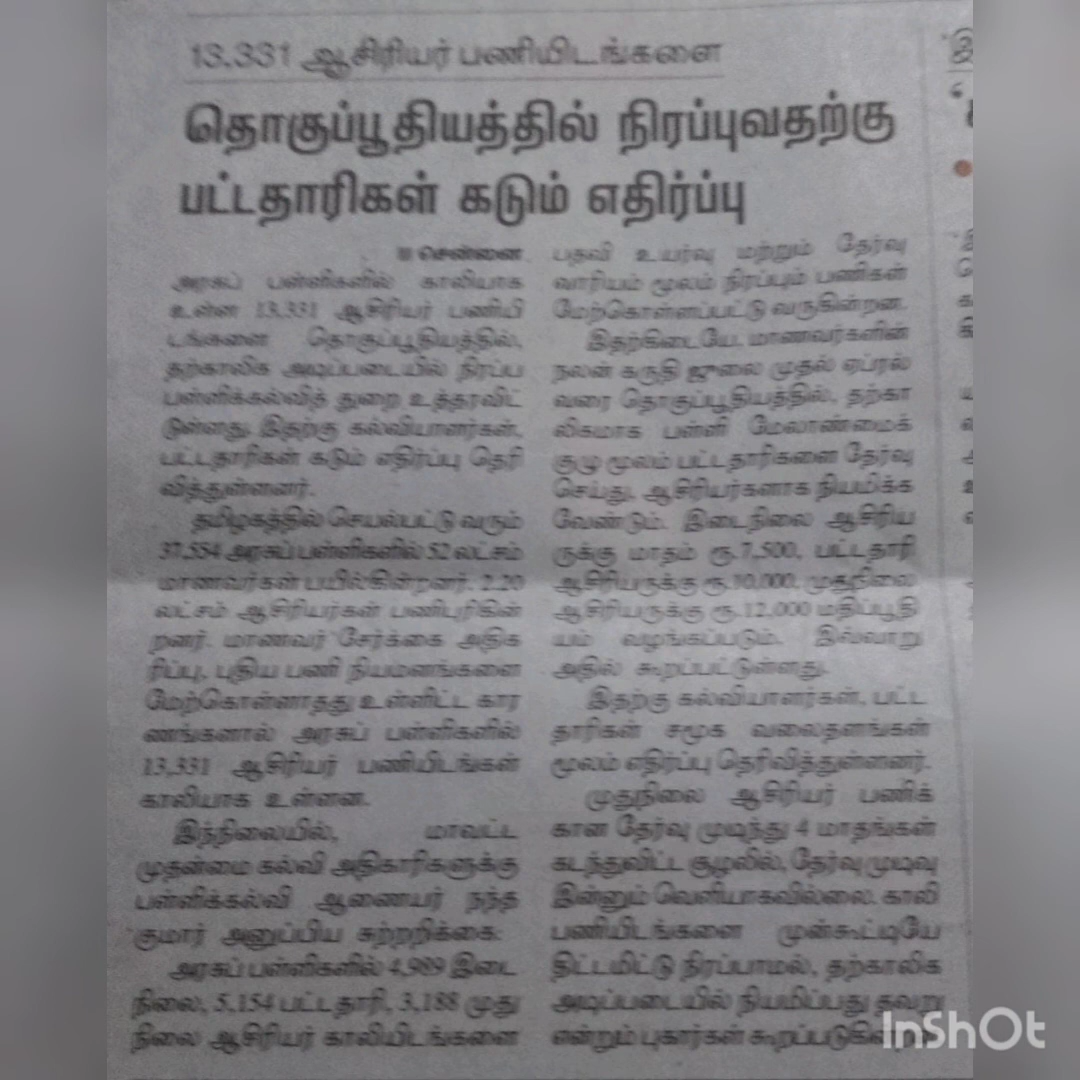 13.331 ஆசிரியர் பணியிடங்களை
தொகுப்பூதியத்தில் நிரப்புவதற்கு
பட்டதாரிகள் கடும் எதிர்ப்பு
சென்னை
அரசுப் பள்ளிகளில் காலியாக
உள்ள 13,331 ஆசிரியர் பணியி
டங்களை தொகுப்பூதியத்தில்,
தற்காலிக அடிப்படையில் நிரப்ப
பள்ளிக்கல்வித் துறை உத்தரவிட்
டுள்ளது. இதற்கு கல்வியாளர்கள்,
பட்டதாரிகள் கடும் எதிர்ப்பு தெரி
வித்துள்ளனர்.
தமிழகத்தில் செயல்பட்டு வரும்
37,554 அரசுப் பள்ளிகளில் 52 லட்சம்
மாணவர்கள் பயில்கின்றனர். 2.20
லட்சம் ஆசிரியர்கள் பணிபுரிகின்
றனர். மாணவர் சேர்க்கை அதிக
ரிப்பு, புதிய பணி நியமனங்களை
மேற்கொள்ளாதது உள்ளிட்ட கார
ணங்களால் அரசுப் பள்ளிகளில்
13,331 ஆசிரியர் பணியிடங்கள்
காலியாக உள்ளன.
இந்நிலையில், மாவட்ட
முதன்மை கல்வி அதிகாரிகளுக்கு
பள்ளிக்கல்வி ஆணையர் நந்த
குமார் அனுப்பிய சுற்றறிக்கை:
அரசுப் பள்ளிகளில் 4,989 இடை
நிலை, 5,154 பட்டதாரி, 3,188 முது
நிலை ஆசிரியர் காலியிடங்களை
பதவி உயர்வு மற்றும் தேர்வு
வாரியம் மூலம் நிரப்பும் பணிகள்
மேற்கொள்ளப்பட்டு வருகின்றன.
இதற்கிடையே, மாணவர்களின்
நலன் கருதி ஜுலை முதல் ஏப்ரல்
வரை தொகுப்பூதியத்தில், தற்கா
லிகமாக பள்ளி மேலாண்மைக்
குழு மூலம் பட்டதாரிகளை தேர்வு
செய்து, ஆசிரியர்களாக நியமிக்க
வேண்டும். இடைநிலை ஆசிரிய
ருக்கு மாதம் ரூ.7,500, பட்டதாரி
ஆசிரியருக்கு ரூ.10,000, முதுநிலை
ஆசிரியருக்கு ரூ.12,000 மதிப்பூதி
யம் வழங்கப்படும். இவ்வாறு
அதில் கூறப்பட்டுள்ளது.
இதற்கு கல்வியாளர்கள், பட்ட
தாரிகள் சமூக வலைதளங்கள்
மூலம் எதிர்ப்பு தெரிவித்துள்ளனர்.
முதுநிலை ஆசிரியர் பணிக்
கான தேர்வு முடிந்து 4 மாதங்கள்
கடந்துவிட்ட சூழலில், தேர்வு முடிவு
இன்னும் வெளியாகவில்லை. காலி
பணியிடங்களை முன்கூட்டியே
திட்டமிட்டு நிரப்பாமல், தற்காலிக
அடிப்படையில் நியமிப்பது தவறு
என்றும் புகார்கள்
InShOt